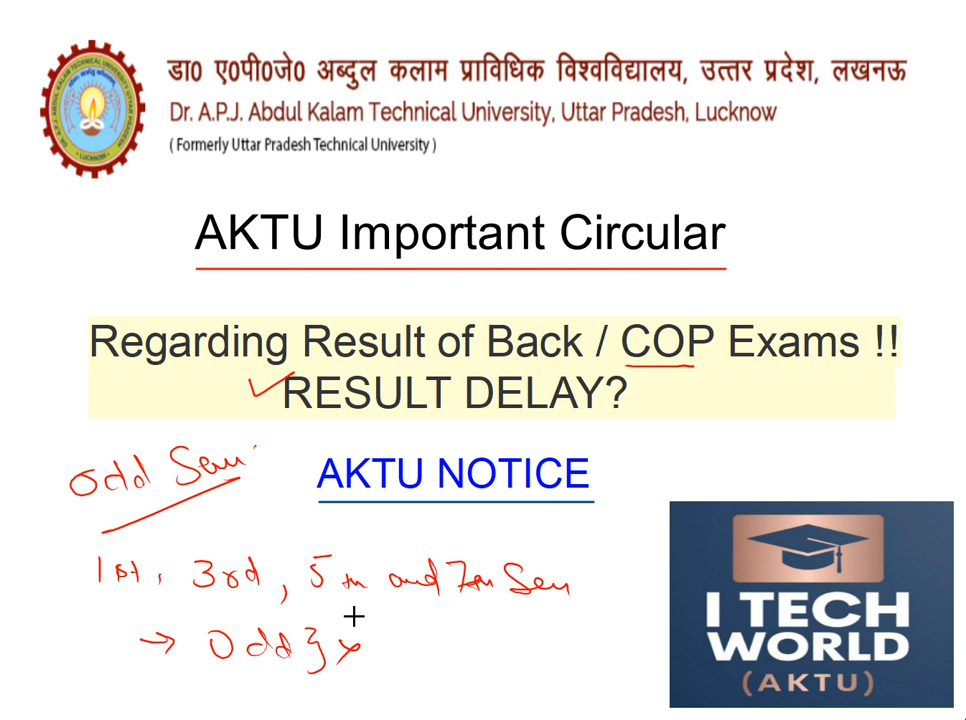 डा0 ए0पी0जे0 अब्दुल कलाम प्राविधिक विश्वविद्यालय, उत्तर प्रदेश, लखनऊ
Dr. A.P.J. Abdul Kalam Technical University, Uttar Pradesh, Lucknow
( Formerly Uttar Pradesh Technical University )
AKTU Important Circular
Regarding Result of Back / COP Exams !!
RESULT DELAY?
Odd Sem
AKTU NOTICE
1st, 3rd, 5th and 7th Sem
→ Odd }
I TECH
WORLD
(AKTU)